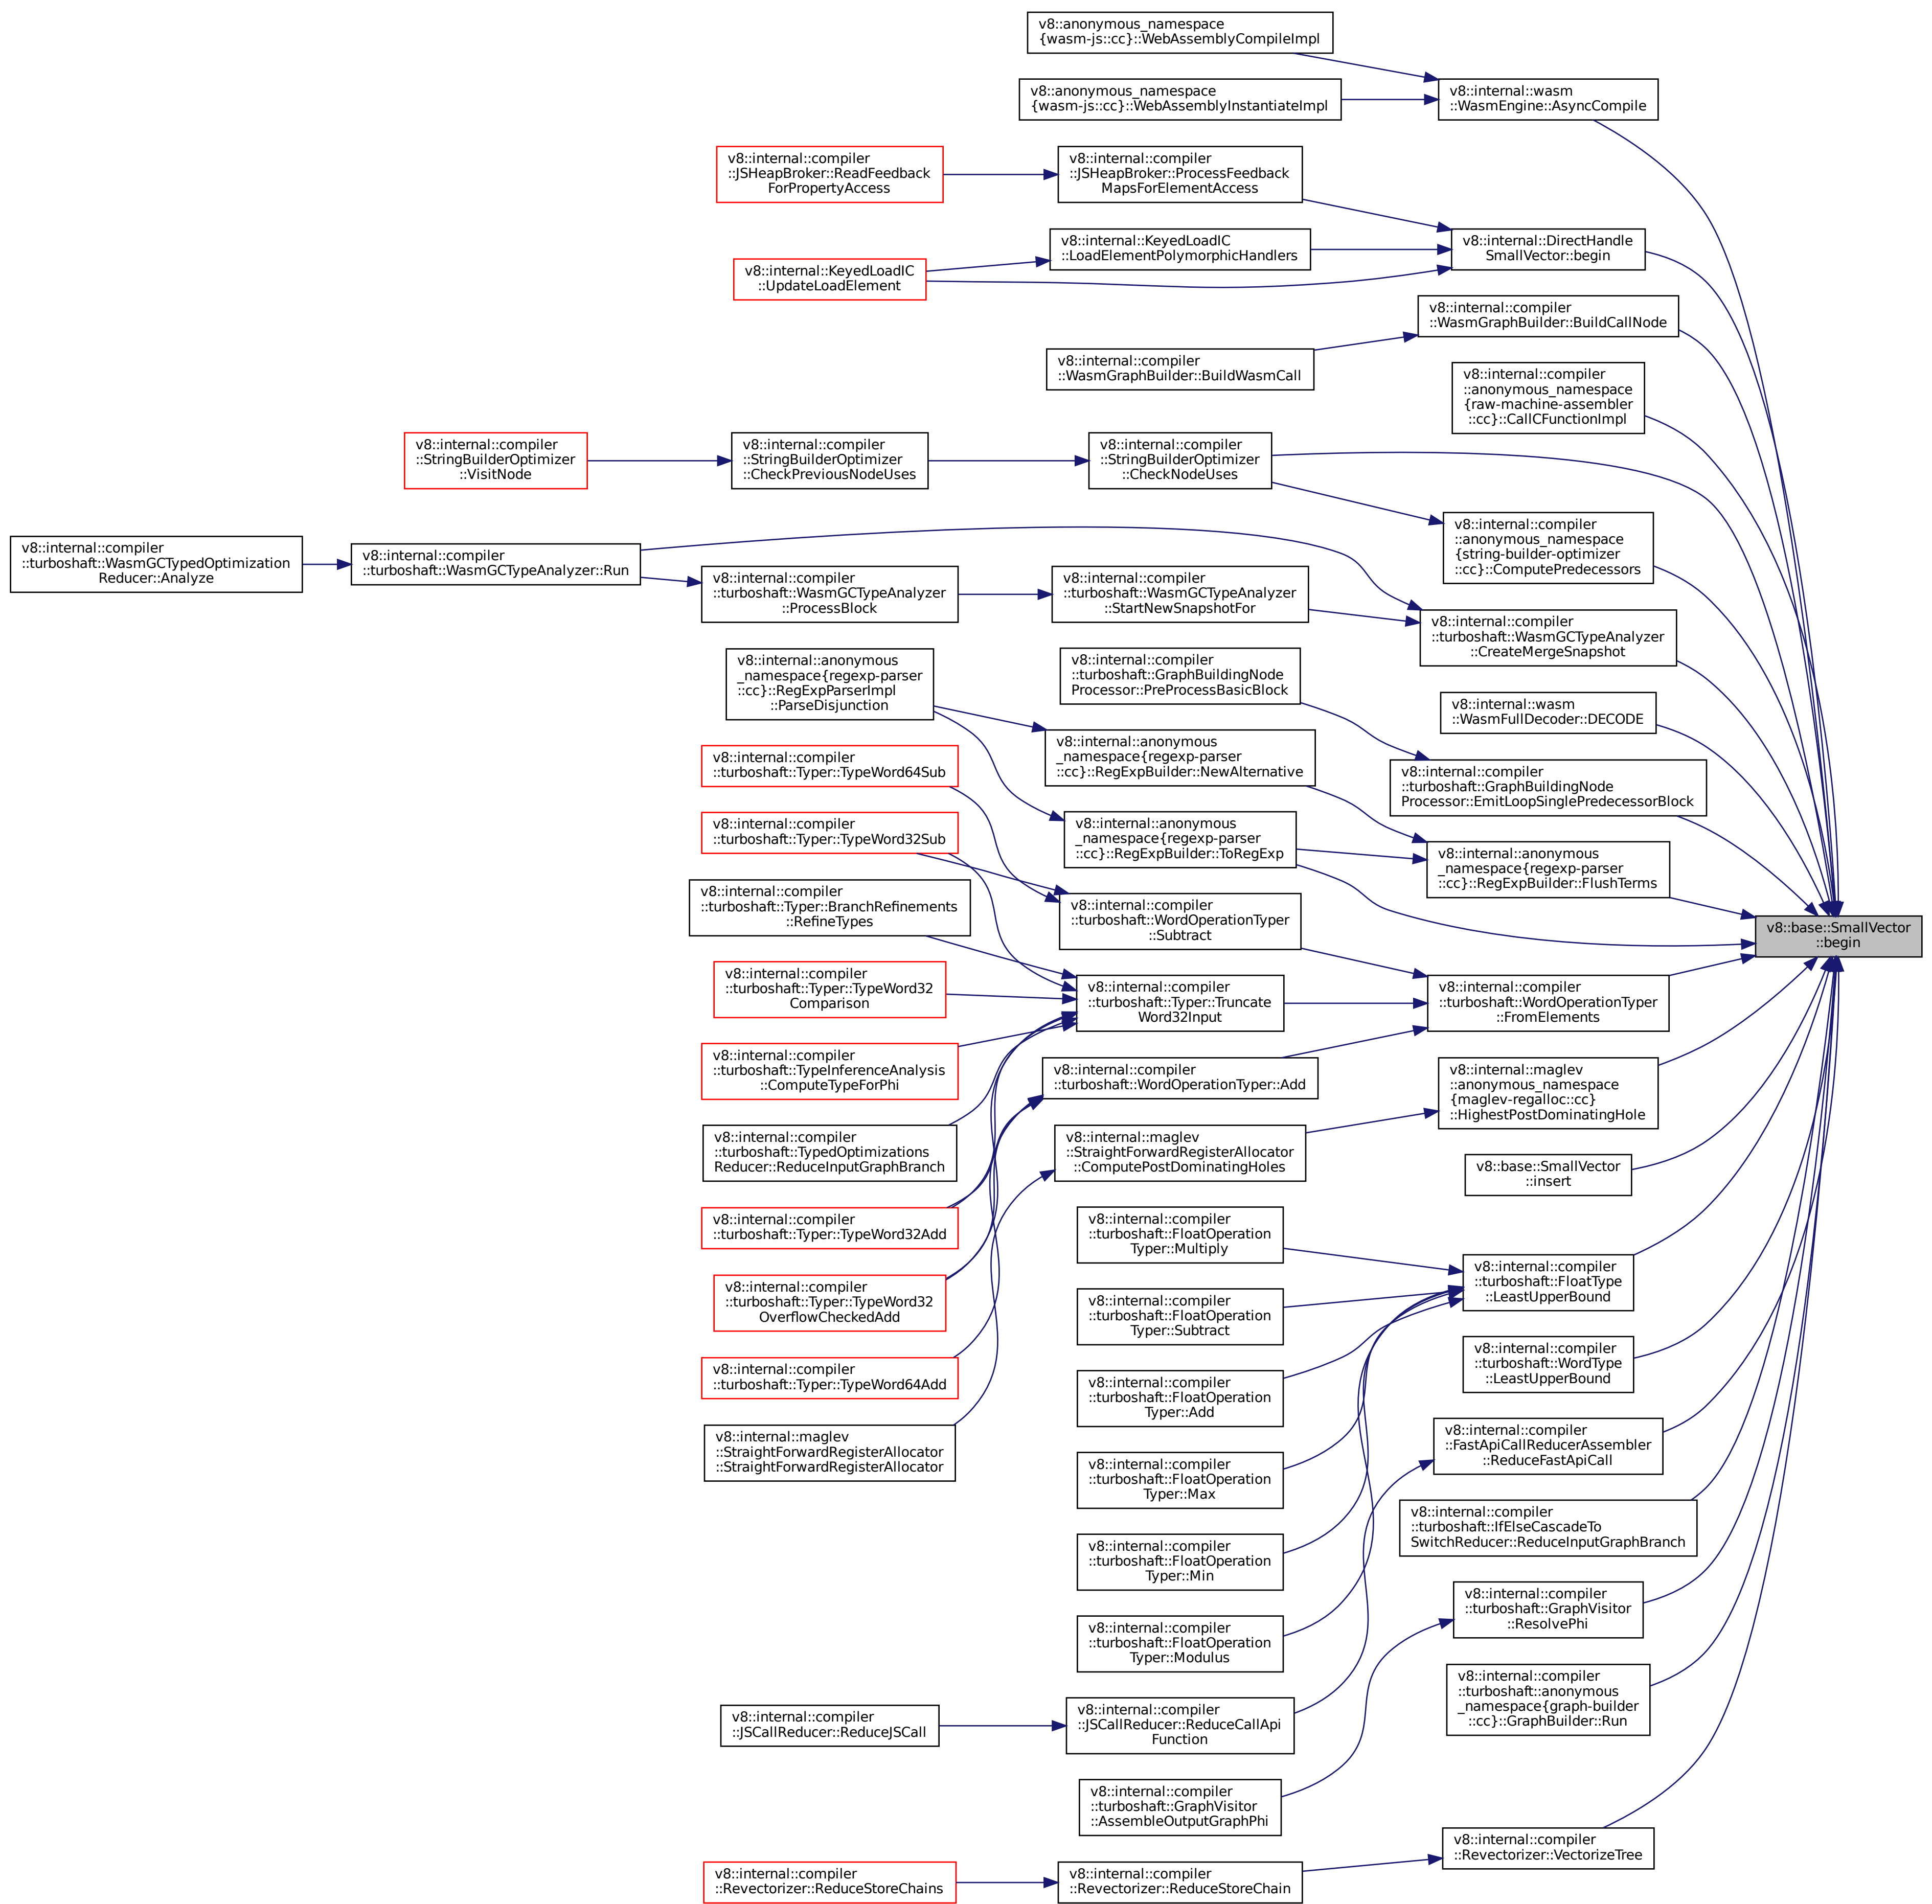 v8::anonymous_namespace
{wasm-js::cc}::WebAssemblyCompileImpl
v8::anonymous_namespace
{wasm-js::cc}::WebAssemblyInstantiateImpl
v8::internal::wasm
::WasmEngine::AsyncCompile
v8::internal::compiler
::JSHeapBroker::ReadFeedback
ForPropertyAccess
v8::internal::compiler
::JSHeapBroker::ProcessFeedback
MapsForElementAccess
v8::internal::KeyedLoadIC
::UpdateLoadElement
v8::internal::KeyedLoadIC
::LoadElementPolymorphicHandlers
v8::internal::DirectHandle
SmallVector::begin
v8::internal::compiler
::WasmGraphBuilder::BuildCallNode
v8::internal::compiler
::WasmGraphBuilder::BuildWasmCall
v8::internal::compiler
::anonymous_namespace
{raw-machine-assembler
::cc}::CallCFunctionImpl
v8::internal::compiler
::StringBuilderOptimizer
::VisitNode
v8::internal::compiler
::StringBuilderOptimizer
::CheckPreviousNodeUses
v8::internal::compiler
::StringBuilderOptimizer
::CheckNodeUses
v8::internal::compiler
::anonymous_namespace
{string-builder-optimizer
::cc}::ComputePredecessors
v8::internal::compiler
::turboshaft::WasmGCTypedOptimization
Reducer::Analyze
v8::internal::compiler
::turboshaft::WasmGCTypeAnalyzer::Run
v8::internal::compiler
::turboshaft::WasmGCTypeAnalyzer
::ProcessBlock
v8::internal::compiler
::turboshaft::WasmGCTypeAnalyzer
::StartNewSnapshotFor
v8::internal::compiler
::turboshaft::WasmGCTypeAnalyzer
::CreateMergeSnapshot
v8::internal::anonymous
_namespace{regexp-parser
::cc}::RegExpParserImpl
::ParseDisjunction
v8::internal::compiler
::turboshaft::GraphBuildingNode
Processor::PreProcessBasicBlock
v8::internal::wasm
::WasmFullDecoder::DECODE
v8::internal::compiler
::turboshaft::Typer::TypeWord64Sub
v8::internal::anonymous
_namespace{regexp-parser
::cc}::RegExpBuilder::NewAlternative
v8::internal::compiler
::turboshaft::GraphBuildingNode
Processor::EmitLoopSinglePredecessorBlock
v8::internal::compiler
::turboshaft::Typer::TypeWord32Sub
v8::internal::anonymous
_namespace{regexp-parser
::cc}::RegExpBuilder::ToRegExp
v8::internal::anonymous
_namespace{regexp-parser
::cc}::RegExpBuilder::FlushTerms
v8::internal::compiler
::turboshaft::Typer::BranchRefinements
::RefineTypes
v8::internal::compiler
::turboshaft::WordOperationTyper
::Subtract
v8::base::SmallVector
::begin
v8::internal::compiler
::turboshaft::Typer::TypeWord32
Comparison
v8::internal::compiler
::turboshaft::Typer::Truncate
Word32Input
v8::internal::compiler
::turboshaft::WordOperationTyper
::FromElements
v8::internal::compiler
::turboshaft::TypeInferenceAnalysis
::ComputeTypeForPhi
v8::internal::compiler
::turboshaft::WordOperationTyper::Add
v8::internal::maglev
::anonymous_namespace
{maglev-regalloc::cc}
::HighestPostDominatingHole
v8::internal::compiler
::turboshaft::TypedOptimizations
Reducer::ReduceInputGraphBranch
v8::internal::maglev
::StraightForwardRegisterAllocator
::ComputePostDominatingHoles
v8::base::SmallVector
::insert
v8::internal::compiler
::turboshaft::Typer::TypeWord32Add
v8::internal::compiler
::turboshaft::FloatOperation
Typer::Multiply
v8::internal::compiler
::turboshaft::FloatType
::LeastUpperBound
v8::internal::compiler
::turboshaft::Typer::TypeWord32
OverflowCheckedAdd
v8::internal::compiler
::turboshaft::FloatOperation
Typer::Subtract
v8::internal::compiler
::turboshaft::WordType
::LeastUpperBound
v8::internal::compiler
::turboshaft::Typer::TypeWord64Add
v8::internal::compiler
::turboshaft::FloatOperation
Typer::Add
v8::internal::compiler
::FastApiCallReducerAssembler
::ReduceFastApiCall
v8::internal::maglev
::StraightForwardRegisterAllocator
::StraightForwardRegisterAllocator
v8::internal::compiler
::turboshaft::FloatOperation
Typer::Max
v8::internal::compiler
::turboshaft::IfElseCascadeTo
SwitchReducer::ReduceInputGraphBranch
v8::internal::compiler
::turboshaft::FloatOperation
Typer::Min
v8::internal::compiler
::turboshaft::GraphVisitor
::ResolvePhi
v8::internal::compiler
::turboshaft::FloatOperation
Typer::Modulus
v8::internal::compiler
::turboshaft::anonymous
_namespace{graph-builder
::cc}::GraphBuilder::Run
v8::internal::compiler
::JSCallReducer::ReduceJSCall
v8::internal::compiler
::JSCallReducer::ReduceCallApi
Function
v8::internal::compiler
::turboshaft::GraphVisitor
::AssembleOutputGraphPhi
v8::internal::compiler
::Revectorizer::VectorizeTree
v8::internal::compiler
::Revectorizer::ReduceStoreChains
v8::internal::compiler
::Revectorizer::ReduceStoreChain